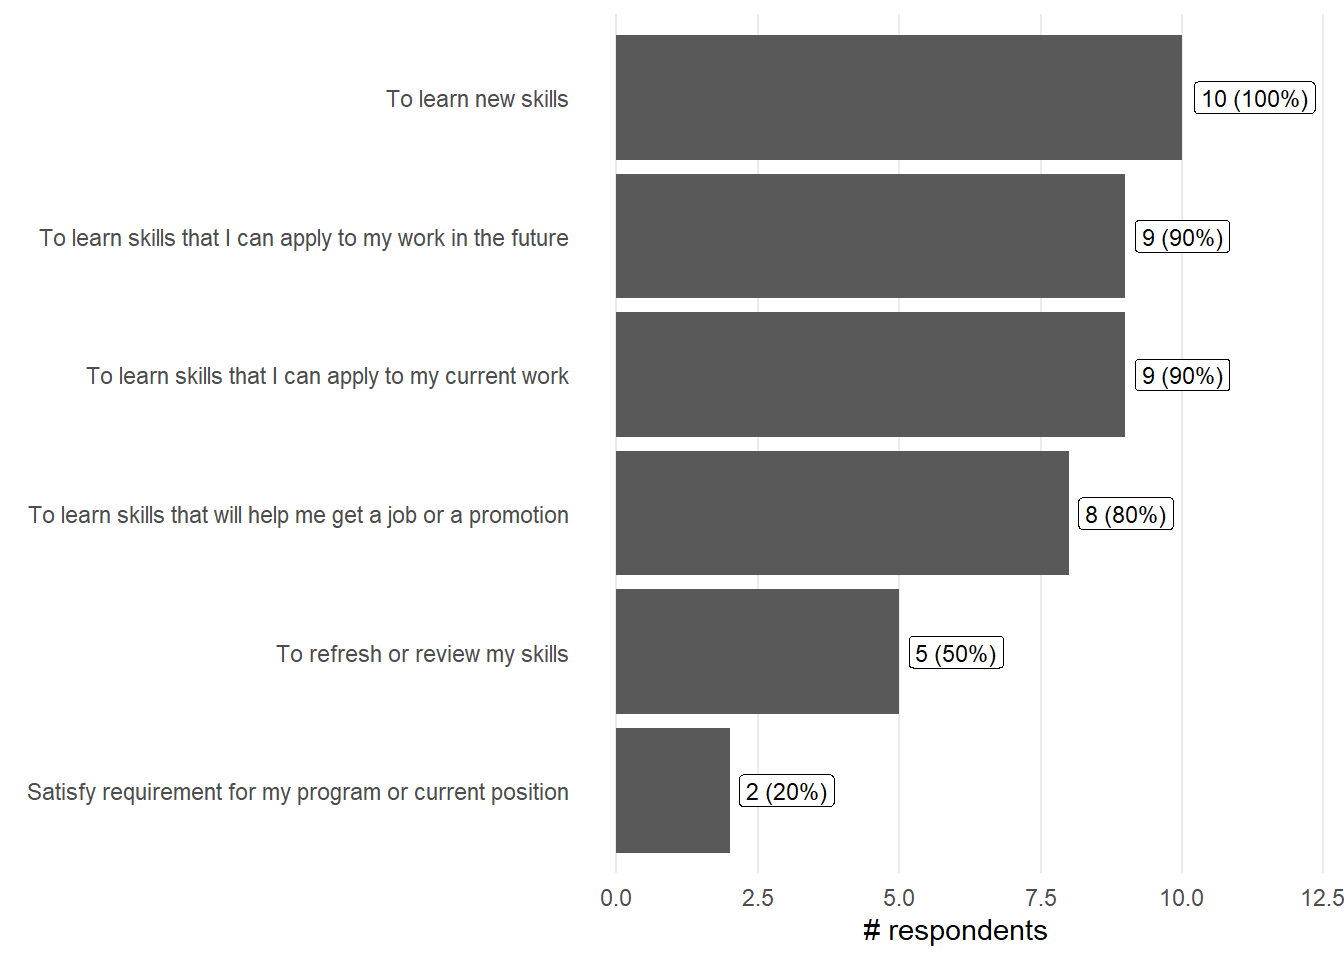 To learn new skills
10 (100%)
To learn skills that I can apply to my work in the future
9 (90%)
To learn skills that I can apply to my current work
9 (90%)
To learn skills that will help me get a job or a promotion
8 (80%)
To refresh or review my skills
5 (50%)
Satisfy requirement for my program or current position
2 (20%)
0.0 2.5 5.0 7.5 10.0 12.5
# respondents